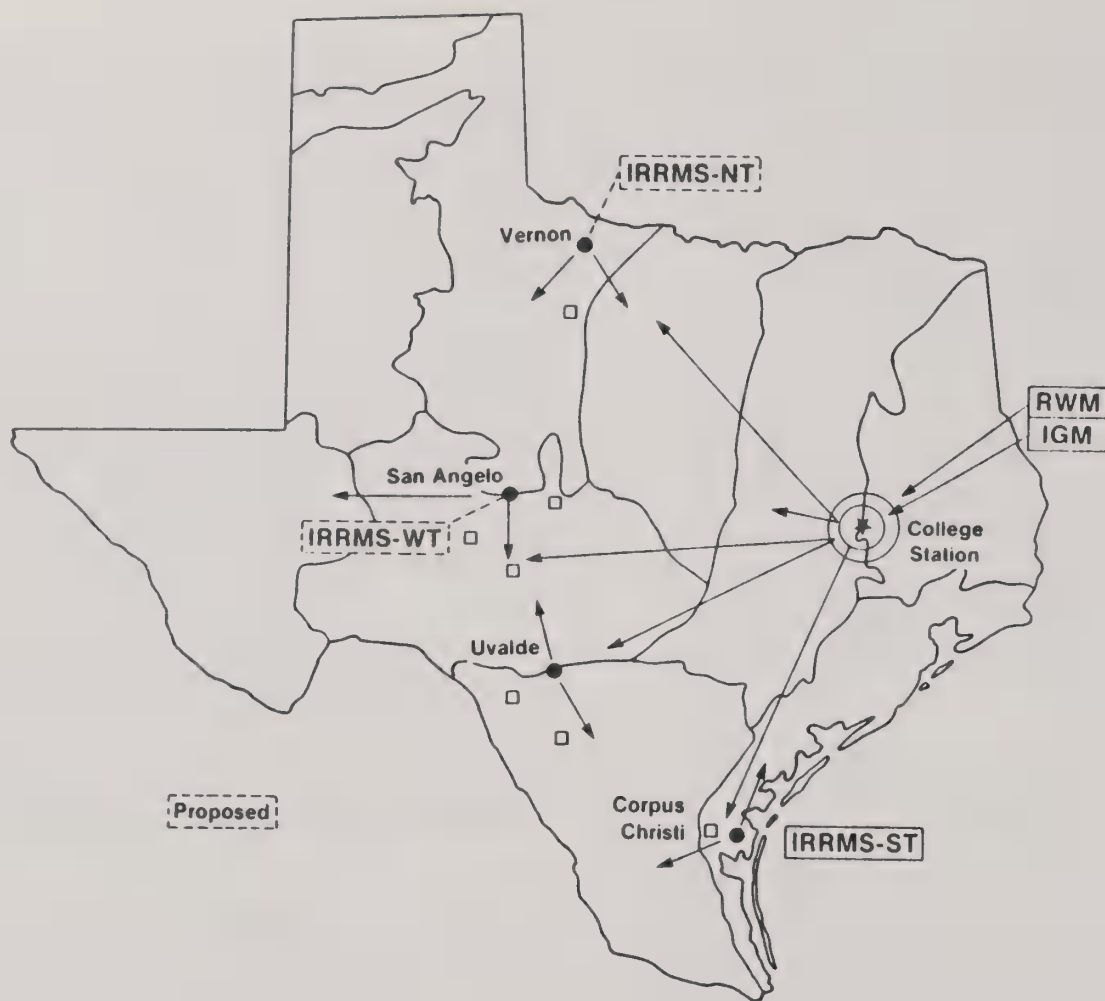 IRRMS-NT
Vernon
RWM
IGM
San Angelo
IRRMS-WT
College
Station
Uvalde
Proposed
Corpus
Christi
IRRMS-ST